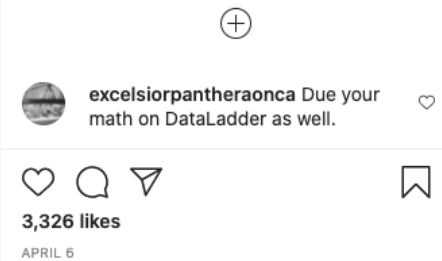 excelsiorpantheraonca Due your
math on DataLadder as well.
3,326 likes
APRIL 6